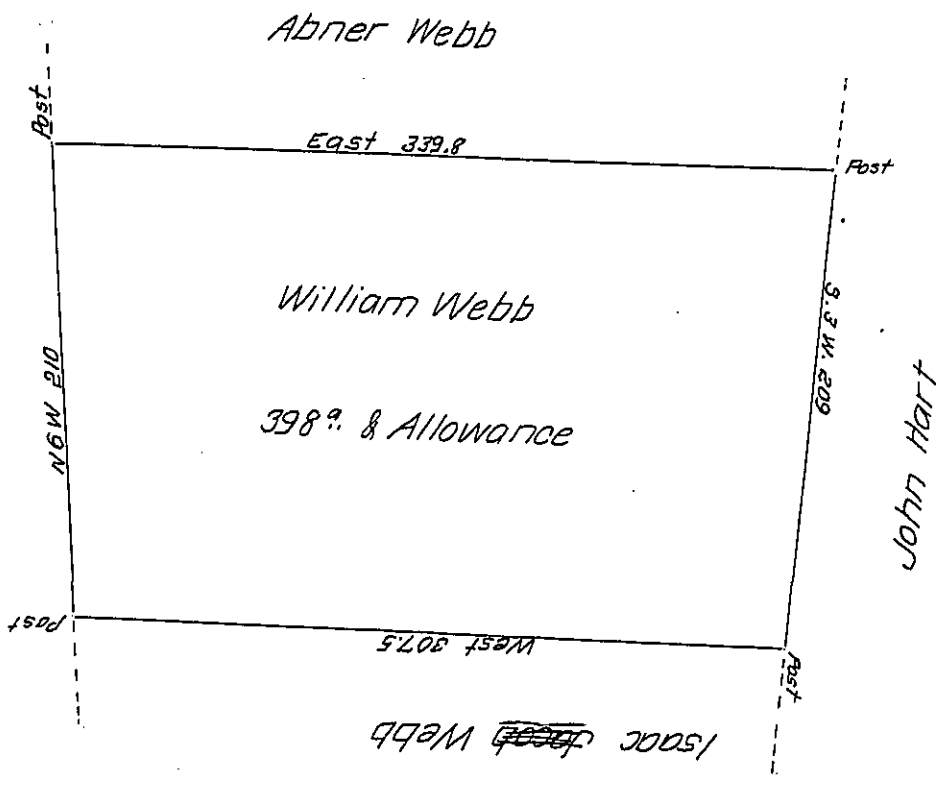 Abner Webb
Post
East 339.8
Post
William Webb
398ª. & Allowance
N6W 210
S. 3 W. 209
John Hart
Post
West 307.5
Post
Isaac Jacob Webb